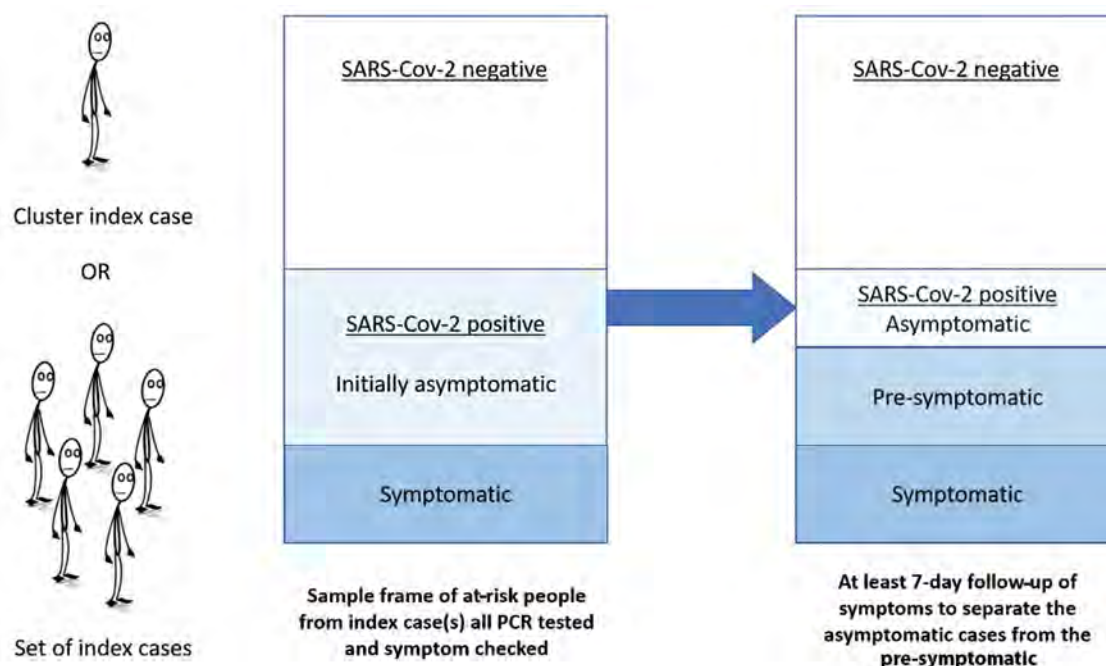 Cluster index case
OR
Set of index cases
SARS-Cov-2 negative
SARS-Cov-2 positive
Initially asymptomatic
Symptomatic
Sample frame of at-risk people
from index case(s) all PCR tested
and symptom checked
SARS-Cov-2 negative
SARS-Cov-2 positive
Asymptomatic
Pre-symptomatic
Symptomatic
At least 7-day follow-up of
symptoms to separate the
asymptomatic cases from the
pre-symptomatic